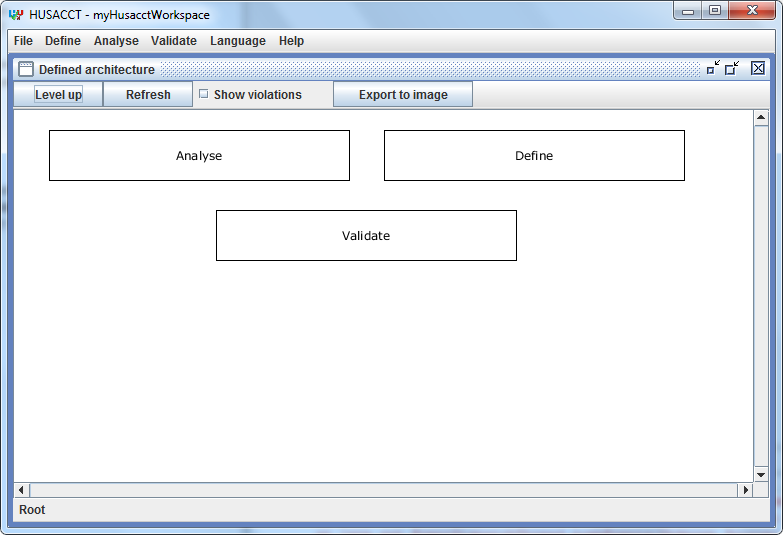 HUSACCT - myHusacctWorkspace
File Define Analyse Validate Language Help
Defined architecture
Level up Refresh Show violations Export to image
Analyse Define
Validate
Root